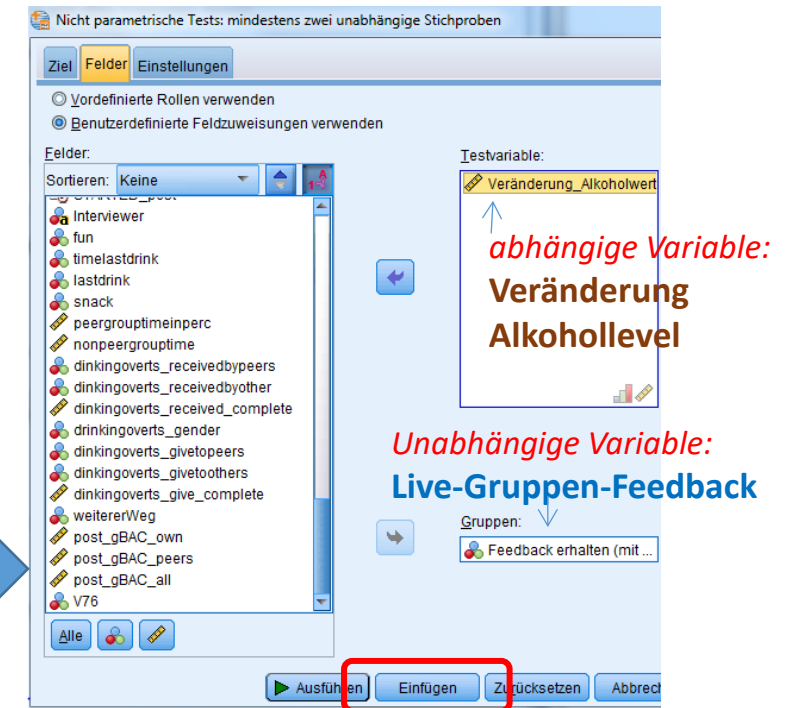 Nicht parametrische Tests: mindestens zwei unabhängige Stichproben
Ziel Felder Einstellungen
Vordefinierte Rollen verwenden
Benutzerdefinierte Feldzuweisungen verwenden
Felder:
Sortieren: Keine
Interviewer
fun
timelastdrink
lastdrink
snack
peergrouptimeinperc
nonpeergrouptime
dinkingoverts_receivedbypeers
dinkingoverts_receivedbyother
dinkingoverts_received_complete
drinkingoverts_gender
dinkingoverts_givetopeers
dinkingoverts_givetoothers
dinkingoverts_give_complete
weitererWeg
post_gBAC_own
post_gBAC_peers
post_gBAC_all
V76
Alle
Testvariable:
Veränderung_Alkoholwert
abhängige Variable:
Veränderung
Alkohollevel
Unabhängige Variable:
Live-Gruppen-Feedback
Gruppen:
Feedback erhalten (mit ...
Ausführen Einfügen Zurücksetzen Abbrech